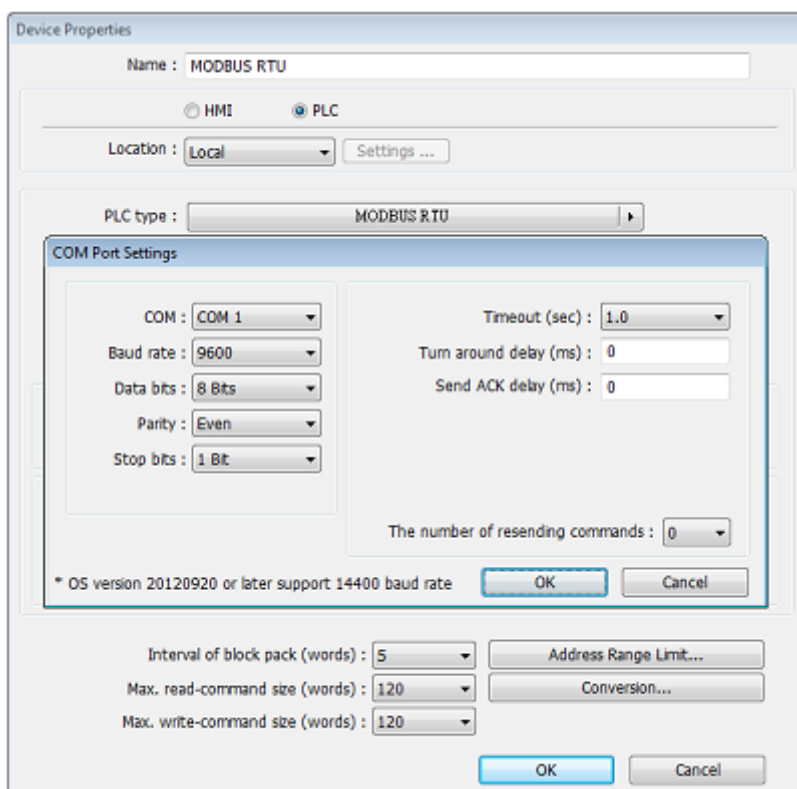 Device Properties
Name : MODBUS RTU
HMI PLC
Location : Local Settings ...
PLC type : MODBUS RTU
COM Port Settings
COM : COM 1 Timeout (sec) : 1.0
Baud rate : 9600 Turn around delay (ms) : 0
Data bits : 8 Bits Send ACK delay (ms) : 0
Parity : Even
Stop bits : 1 Bit
The number of resending commands : 0
* OS version 20120920 or later support 14400 baud rate OK Cancel
Interval of block pack (words) : 5 Address Range Limit...
Max. read-command size (words) : 120 Conversion...
Max. write-command size (words) : 120
OK Cancel